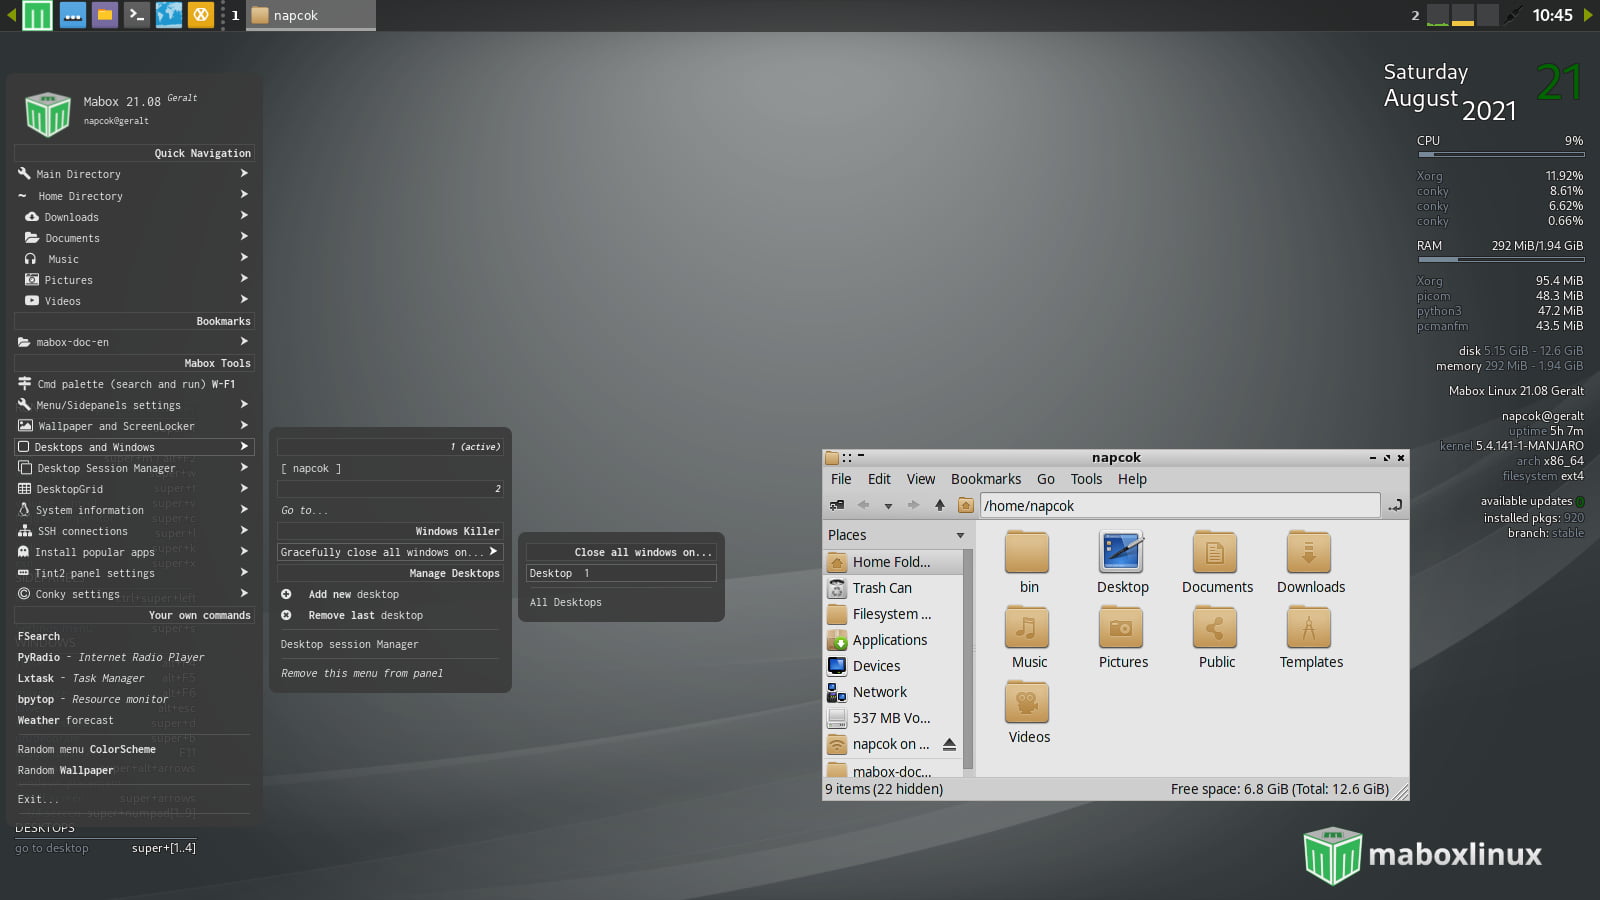 1
napcok
2
10:45
Saturday
21
August
2021
CPU 9%
Xorg 11.92%
conky 8.61%
conky 6.62%
conky 0.66%
RAM 292 MiB/1.94 GiB
Xorg 95.4 MiB
picom 48.3 MiB
python3 47.2 MiB
pcmanfm 43.5 MiB
disk 5.15 GiB - 12.6 GiB
memory 292 MiB - 1.94 GiB
Mabox Linux 21.08 Geralt
napcok@geralt
uptime 5h 7m
kernel 5.4.141-1-MANJARO
arch x86_64
filesystem ext4
available updates 0
installed pkgs: 920
branch: stable
Mabox 21.08 Geralt
napcok@geralt
Quick Navigation
Main Directory
~ Home Directory
Downloads
Documents
Music
Pictures
Videos
Bookmarks
mabox-doc-en
Mabox Tools
Cmd palette (search and run) W-F1
Menu/Sidepanels settings
Wallpaper and ScreenLocker
Desktops and Windows
Desktop Session Manager
DesktopGrid
System information
SSH connections
Install popular apps
Tint2 panel settings
Conky settings
Your own commands
FSearch
PyRadio - Internet Radio Player
Lxtask - Task Manager
bpytop - Resource monitor
Weather forecast
Random menu ColorScheme
Random Wallpaper
Exit...
super+arrows
super+numpad[1..9]
DESKTOPS
go to desktop super+[1..4]
1 (active)
[ napcok ]
2
Go to...
Windows Killer
Gracefully close all windows on...
Manage Desktops
Add new desktop
Remove last desktop
Desktop session Manager
Remove this menu from panel
Close all windows on...
Desktop 1
All Desktops
napcok
File Edit View Bookmarks Go Tools Help
/home/napcok
Places
Home Fold...
Trash Can
Filesystem ...
Applications
Devices
Network
537 MB Vo...
napcok on ...
mabox-doc...
bin Desktop Documents Downloads
Music Pictures Public Templates
Videos
9 items (22 hidden) Free space: 6.8 GiB (Total: 12.6 GiB)
maboxlinux